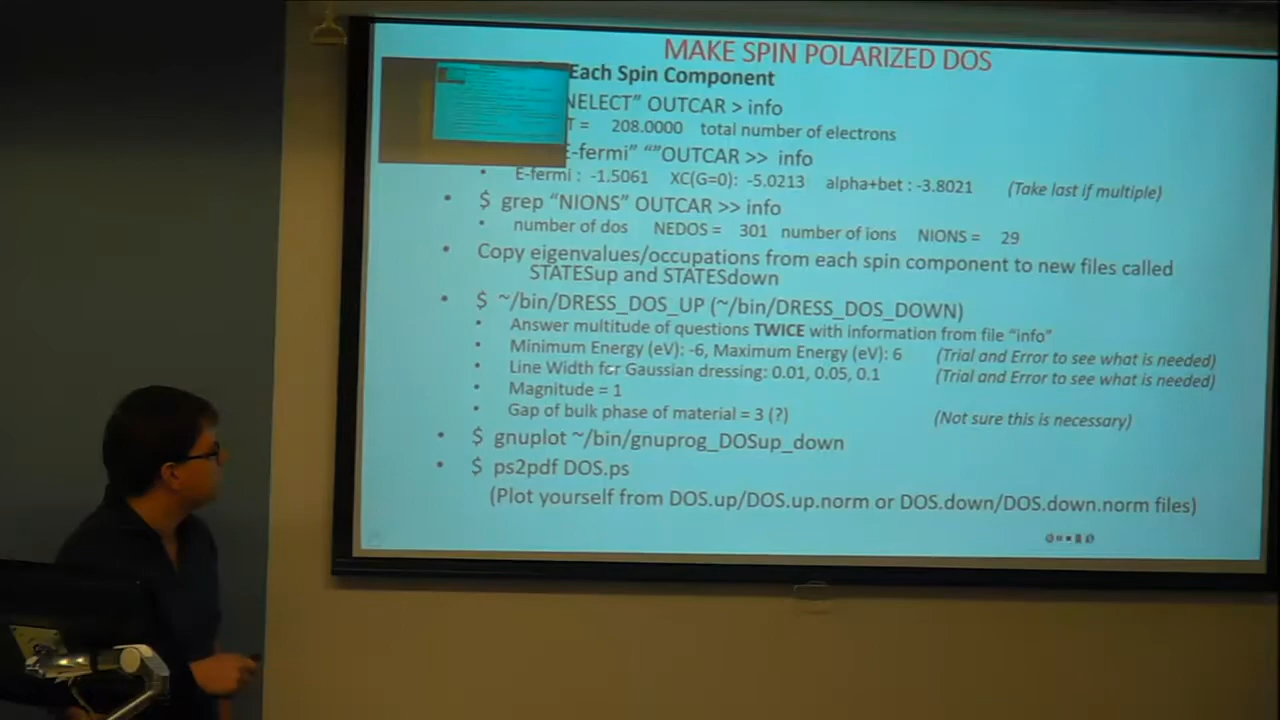 MAKE SPIN POLARIZED DOS
Each Spin Component
NELECT” OUTCAR > info
T = 208.0000 total number of electrons
E-fermi” “”OUTCAR >> info
E-fermi : -1.5061 XC(G=0): -5.0213 alpha+bet : -3.8021 (Take last if multiple)
$ grep “NIONS” OUTCAR >> info
number of dos NEDOS = 301 number of ions NIONS = 29
Copy eigenvalues/occupations from each spin component to new files called
STATESup and STATESdown
$ ~/bin/DRESS_DOS_UP (~/bin/DRESS_DOS_DOWN)
Answer multitude of questions TWICE with information from file “info”
Minimum Energy (eV): -6, Maximum Energy (eV): 6 (Trial and Error to see what is needed)
Line Width for Gaussian dressing: 0.01, 0.05, 0.1 (Trial and Error to see what is needed)
Magnitude = 1
Gap of bulk phase of material = 3 (?) (Not sure this is necessary)
$ gnuplot ~/bin/gnuprog_DOSup_down
$ ps2pdf DOS.ps
(Plot yourself from DOS.up/DOS.up.norm or DOS.down/DOS.down.norm files)